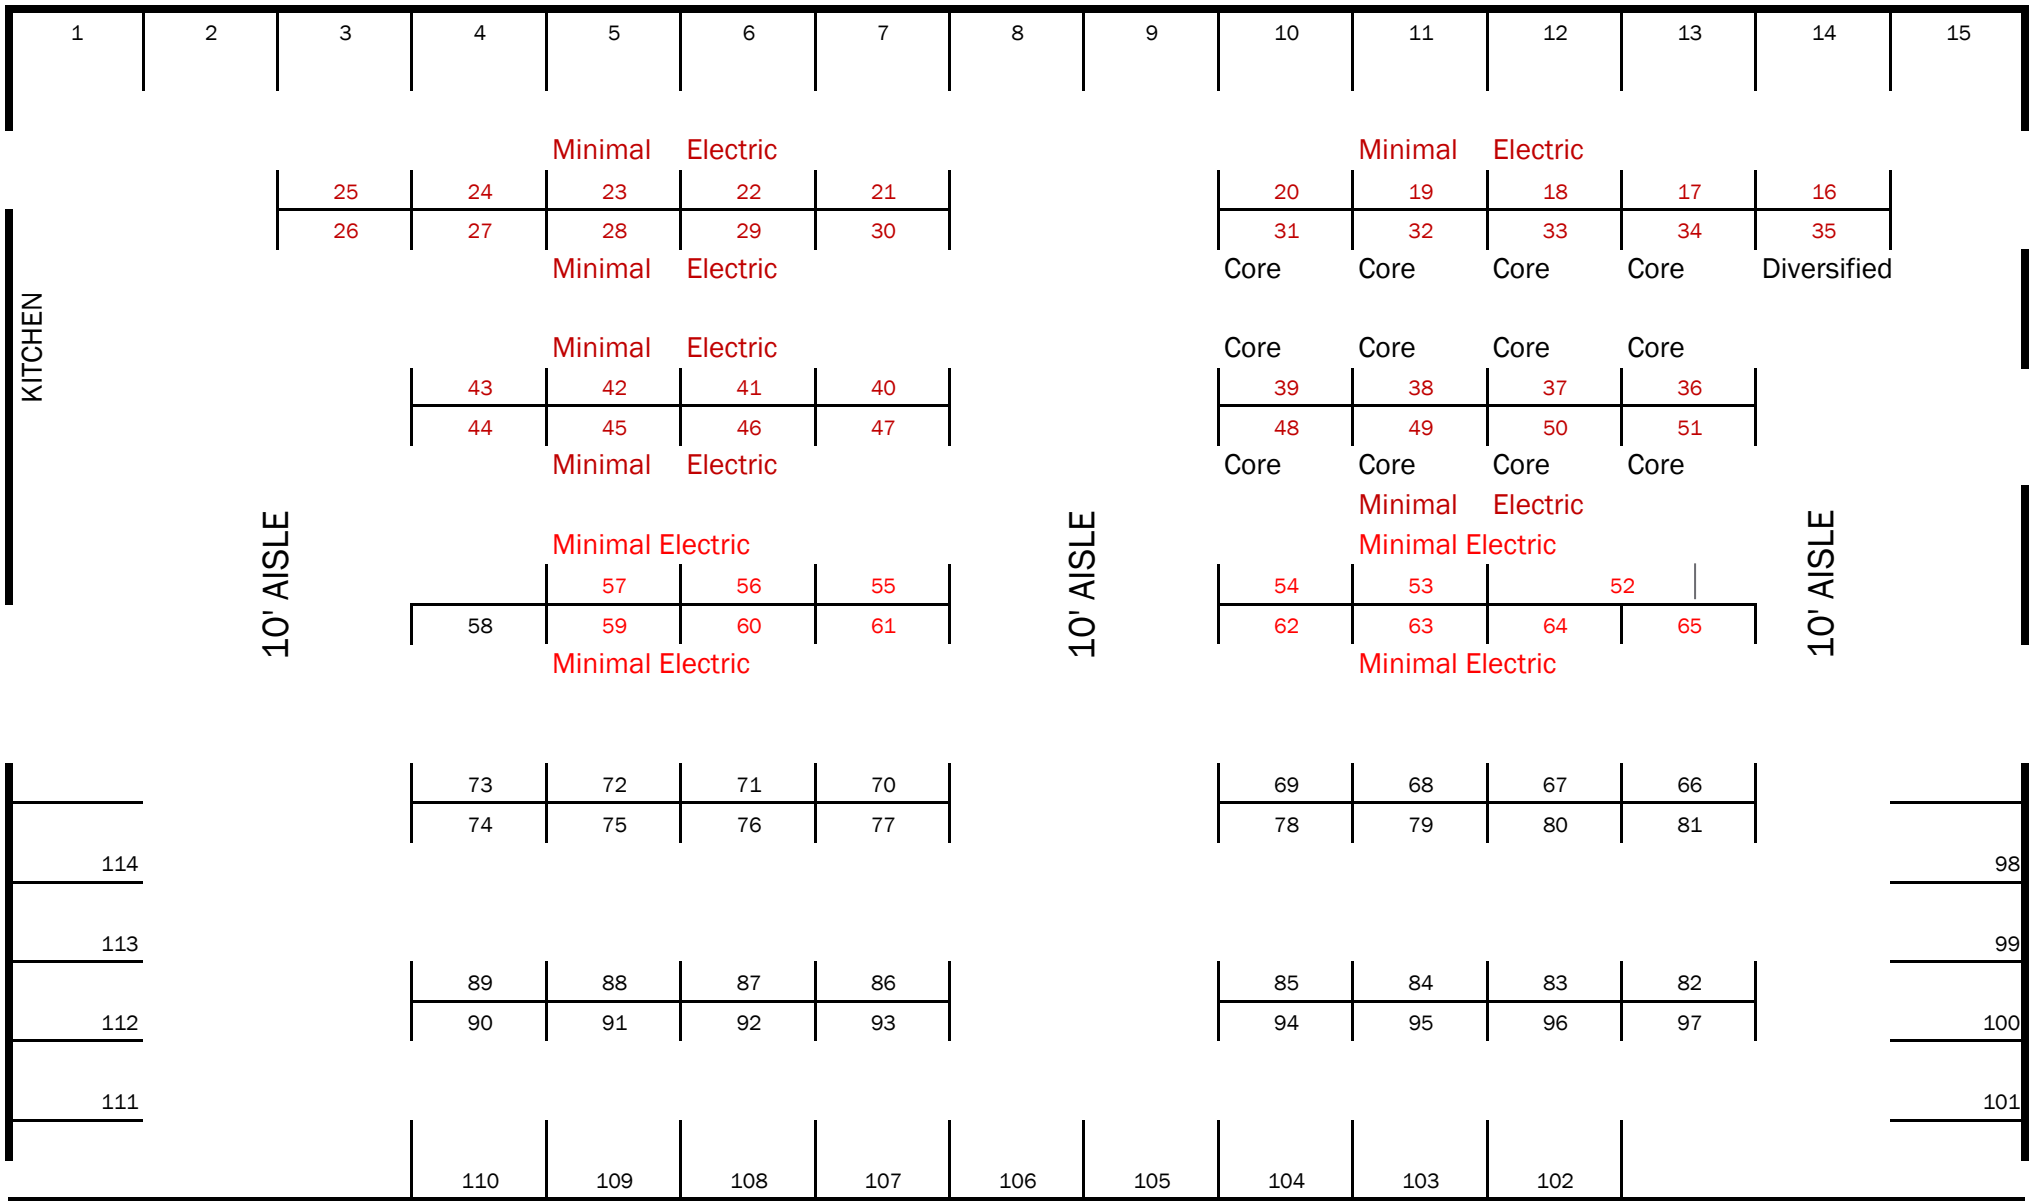 1 2 3 4 5 6 7 8 9 10 11 12 13 14 15
Minimal Electric Minimal Electric
25 24 23 22 21 20 19 18 17 16
26 27 28 29 30 31 32 33 34 35
Minimal Electric Core Core Core Core Diversified
KITCHEN
Minimal Electric Core Core Core Core
43 42 41 40 39 38 37 36
44 45 46 47 48 49 50 51
Minimal Electric Core Core Core Core
Minimal Electric
Minimal Electric Minimal Electric
10' AISLE 10' AISLE 10' AISLE
57 56 55 54 53 52
58 59 60 61 62 63 64 65
Minimal Electric Minimal Electric
73 72 71 70 69 68 67 66
74 75 76 77 78 79 80 81
114 98
113 99
89 88 87 86 85 84 83 82
112 90 91 92 93 94 95 96 97 100
111 101
110 109 108 107 106 105 104 103 102